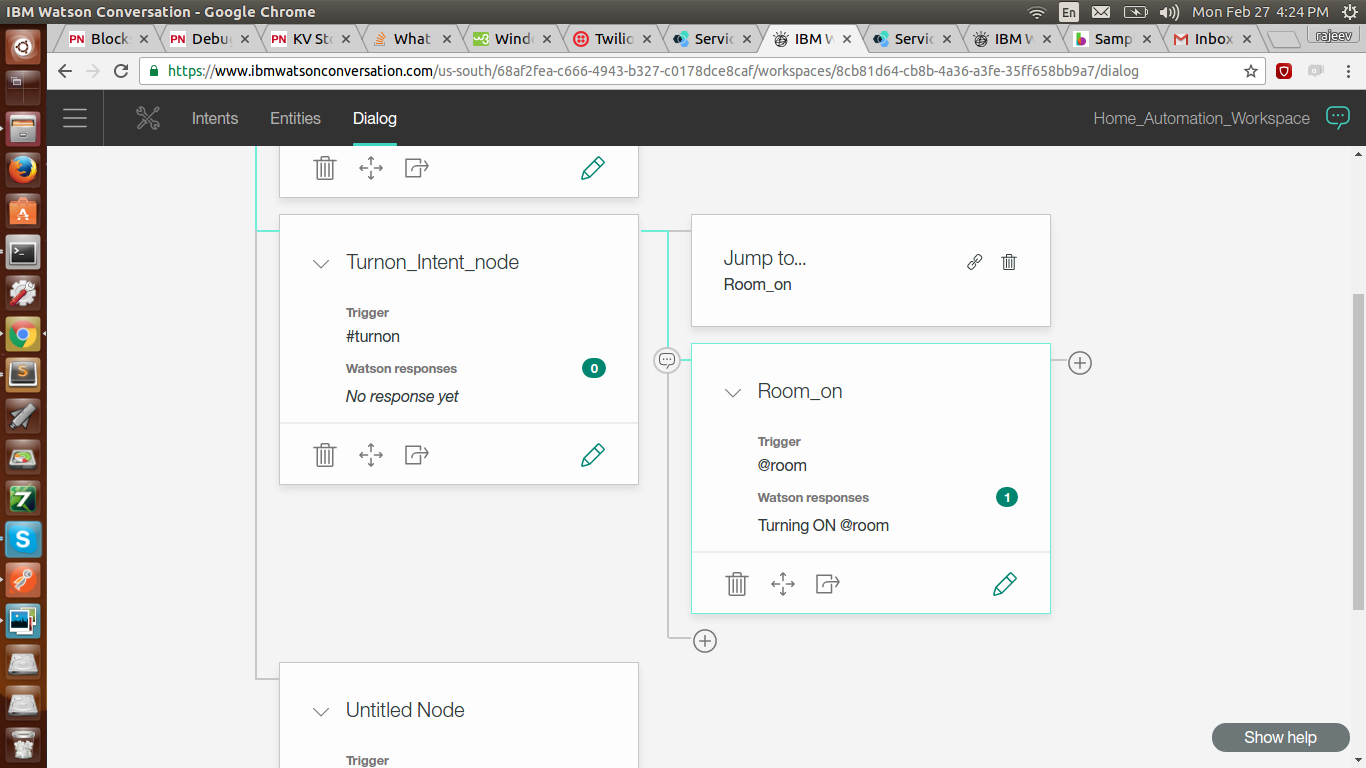 IBM Watson Conversation - Google Chrome
En
Mon Feb 27 4:24 PM
PN Block
PN Debu
PN KV St
What
Wind
Twilio
Servic
IBM W
Servic
IBM W
Samp
Inbox
rajeev
https://www.ibmwatsonconversation.com/us-south/68af2fea-c666-4943-b327-c0178dce8caf/workspaces/8cb81d64-cb8b-4a36-a3fe-35ff658bb9a7/dialog
Intents
Entities
Dialog
Home_Automation_Workspace
Turnon_Intent_node
Trigger
#turnon
Watson responses
0
No response yet
Jump to...
Room_on
Room_on
Trigger
@room
Watson responses
1
Turning ON @room
Untitled Node
Trigger
Show help